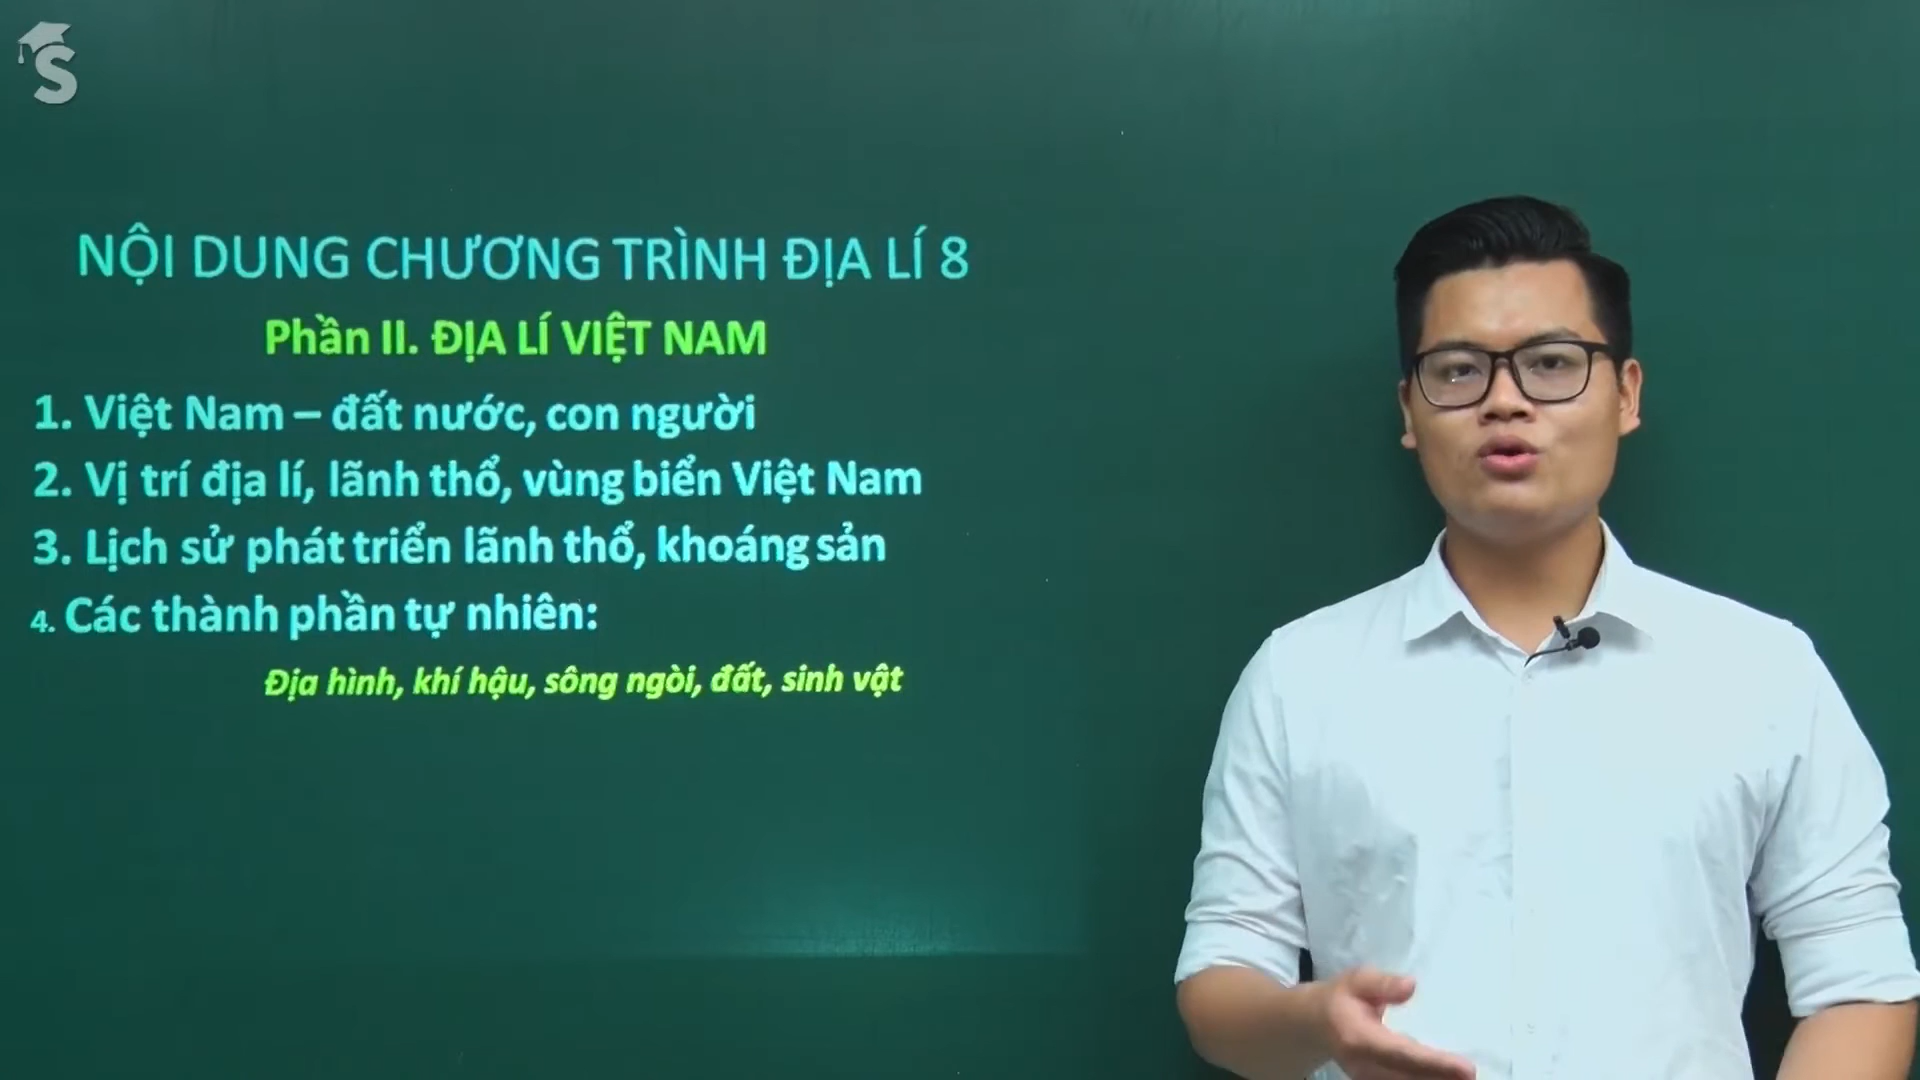 S
NỘI DUNG CHƯƠNG TRÌNH ĐỊA LÍ 8
Phần II. ĐỊA LÍ VIỆT NAM
1. Việt Nam – đất nước, con người
2. Vị trí địa lí, lãnh thổ, vùng biển Việt Nam
3. Lịch sử phát triển lãnh thổ, khoáng sản
4. Các thành phần tự nhiên:
Địa hình, khí hậu, sông ngòi, đất, sinh vật